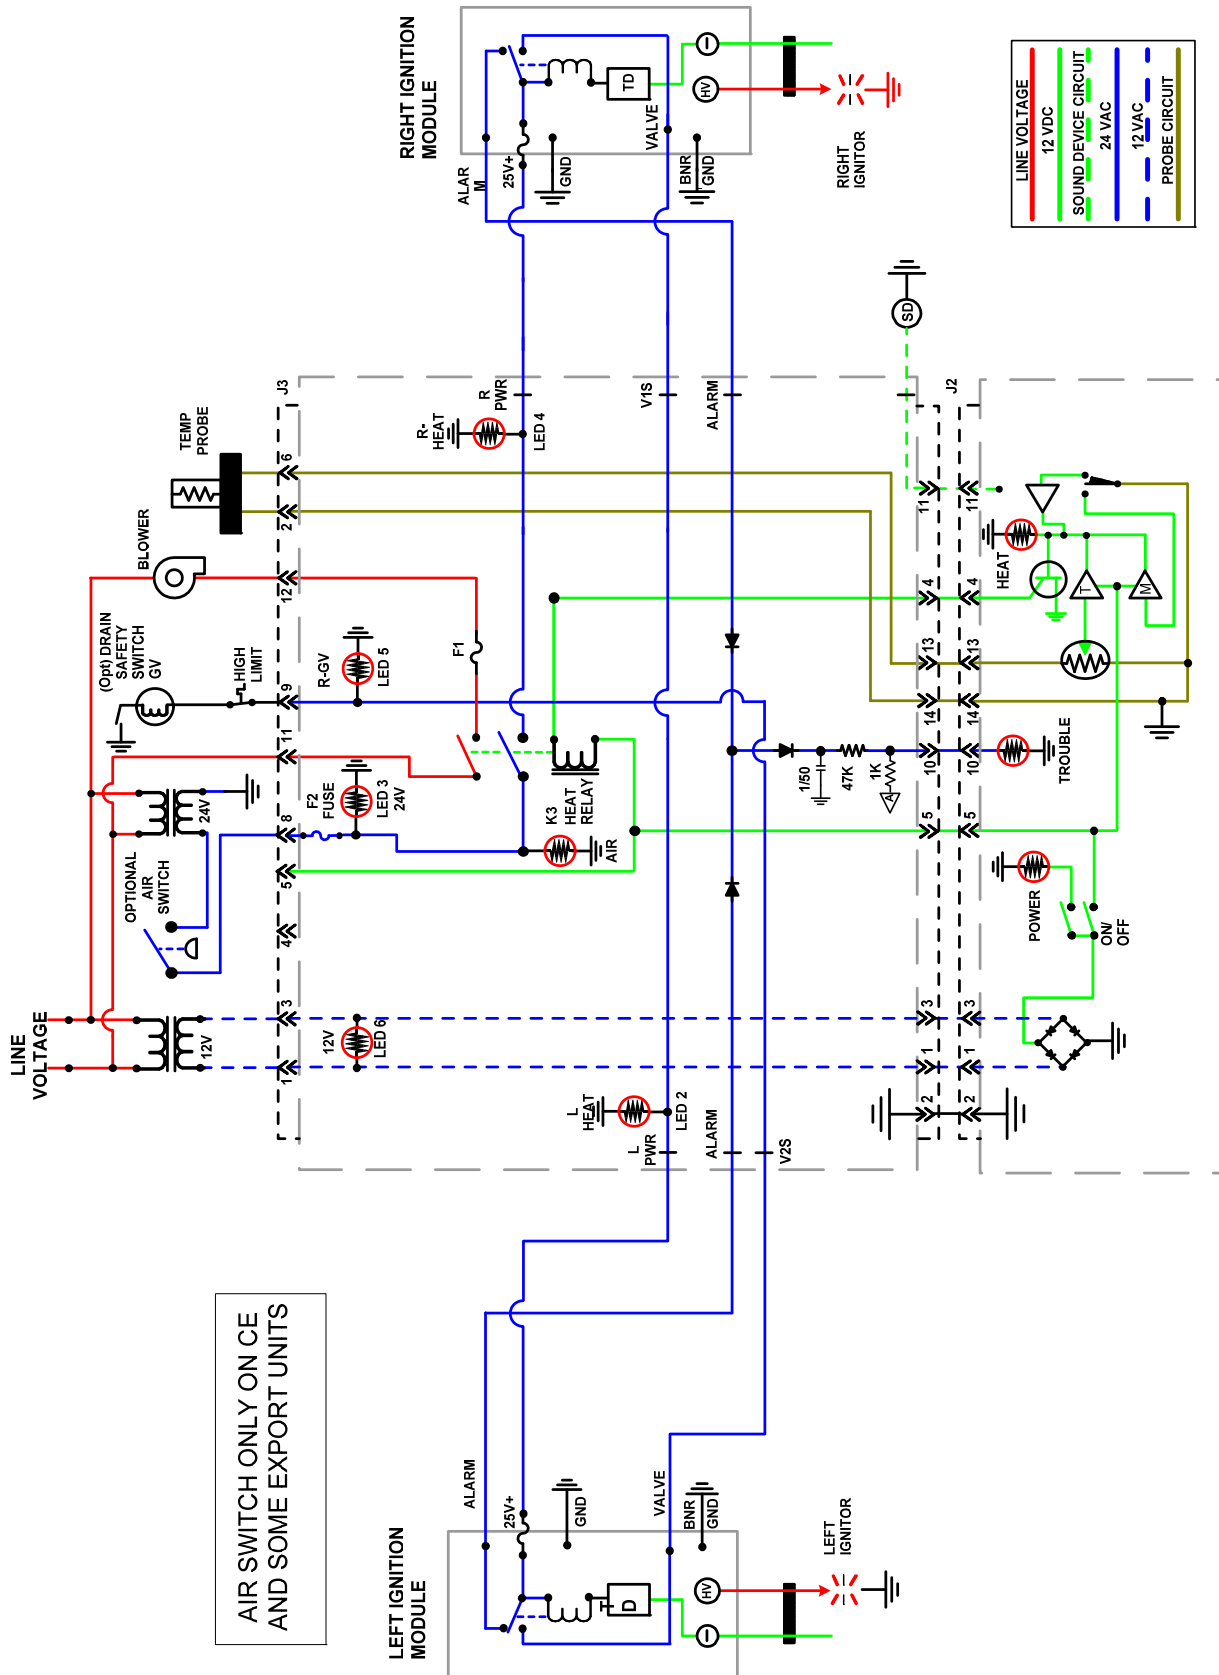 RIGHT IGNITION
MODULE
ALAR
M
25V+
GND
VALVE
BNR
GND
TD
HV
I
RIGHT
IGNITOR
LINE VOLTAGE
12 VDC
SOUND DEVICE CIRCUIT
24 VAC
12 VAC
PROBE CIRCUIT
SD
TEMP
PROBE
BLOWER
(Opt) DRAIN
SAFETY
SWITCH
GV
GV
HIGH
LIMIT
24V
OPTIONAL
AIR
SWITCH
LINE
VOLTAGE
12V
J3
6
2
12
9
11
8
5
4
3
1
R-
HEAT
LED 4
R
PWR
V1S
ALARM
R-GV
LED 5
F1
F2
FUSE
LED 3
24V
K3
HEAT
RELAY
AIR
12V
LED 6
1/50
47K
1K
A
L
HEAT
LED 2
L
PWR
ALARM
V2S
J2
11
11
4
4
13
13
14
14
10
10
5
5
3
3
1
1
2
2
HEAT
T
M
TROUBLE
POWER
ON/
OFF
AIR SWITCH ONLY ON CE
AND SOME EXPORT UNITS
LEFT IGNITION
MODULE
ALARM
25V+
GND
VALVE
BNR
GND
T
D
HV
I
LEFT
IGNITOR